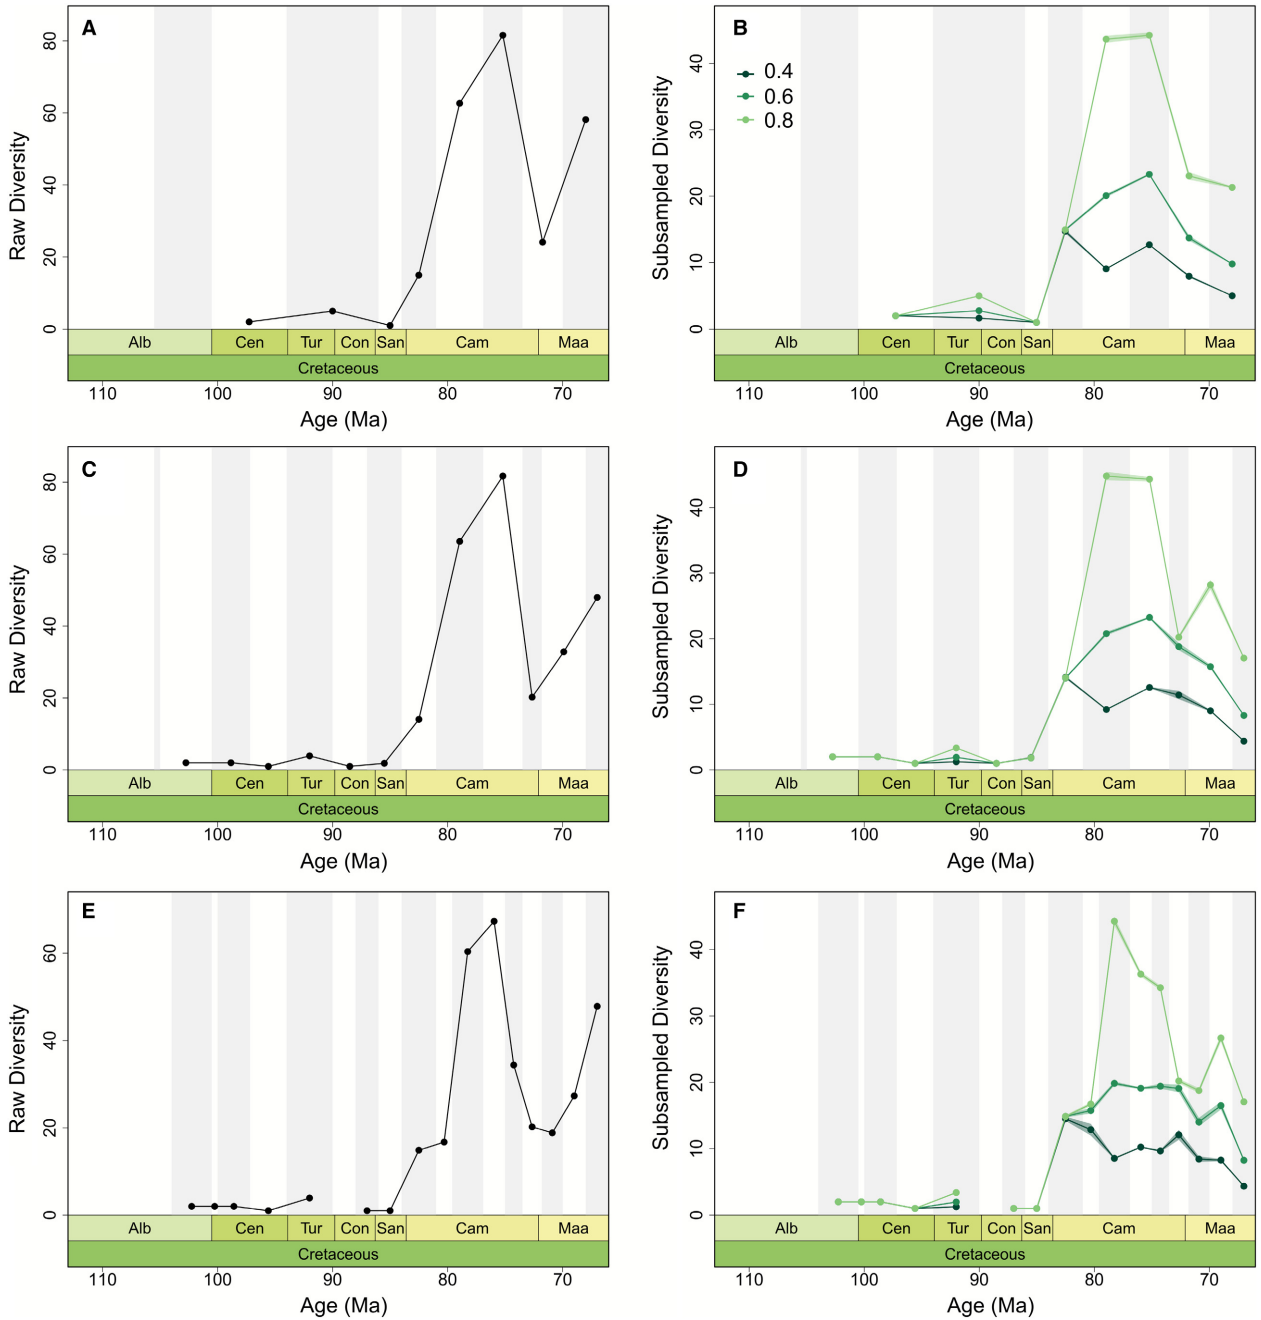 A
Raw Diversity
80
60
40
20
0
Alb Cen Tur Con San Cam Maa
Cretaceous
110 100 90 80 70
Age (Ma)
B
0.4
0.6
0.8
Subsampled Diversity
40
30
20
10
0
Alb Cen Tur Con San Cam Maa
Cretaceous
110 100 90 80 70
Age (Ma)
C
Raw Diversity
80
60
40
20
0
Alb Cen Tur Con San Cam Maa
Cretaceous
110 100 90 80 70
Age (Ma)
D
Subsampled Diversity
40
30
20
10
0
Alb Cen Tur Con San Cam Maa
Cretaceous
110 100 90 80 70
Age (Ma)
E
Raw Diversity
60
40
20
0
Alb Cen Tur Con San Cam Maa
Cretaceous
110 100 90 80 70
Age (Ma)
F
Subsampled Diversity
40
30
20
10
0
Alb Cen Tur Con San Cam Maa
Cretaceous
110 100 90 80 70
Age (Ma)